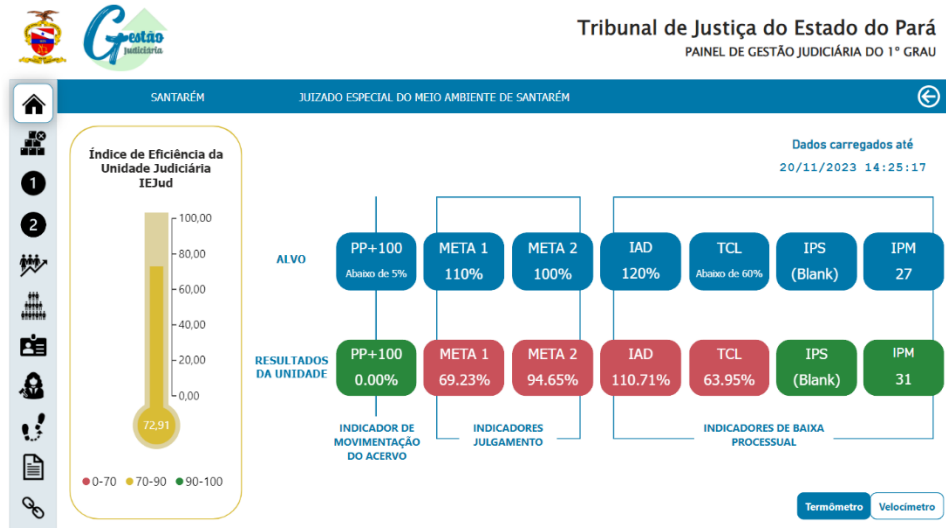 Gestão
Judiciária
Tribunal de Justiça do Estado do Pará
PAINEL DE GESTÃO JUDICIÁRIA DO 1º GRAU
SANTARÉM
JUIZADO ESPECIAL DO MEIO AMBIENTE DE SANTARÉM
Dados carregados até
20/11/2023 14:25:17
Índice de Eficiência da
Unidade Judiciária
IEJud
100,00
80,00
60,00
40,00
20,00
0,00
72,91
0-70 70-90 90-100
1
2
ALVO
PP+100
Abaixo de 5%
META 1
110%
META 2
100%
IAD
120%
TCL
Abaixo de 60%
IPS
(Blank)
IPM
27
RESULTADOS
DA UNIDADE
PP+100
0.00%
META 1
69.23%
META 2
94.65%
IAD
110.71%
TCL
63.95%
IPS
(Blank)
IPM
31
INDICADOR DE
MOVIMENTAÇÃO
DO ACERVO
INDICADORES
JULGAMENTO
INDICADORES DE BAIXA
PROCESSUAL
Termômetro
Velocímetro